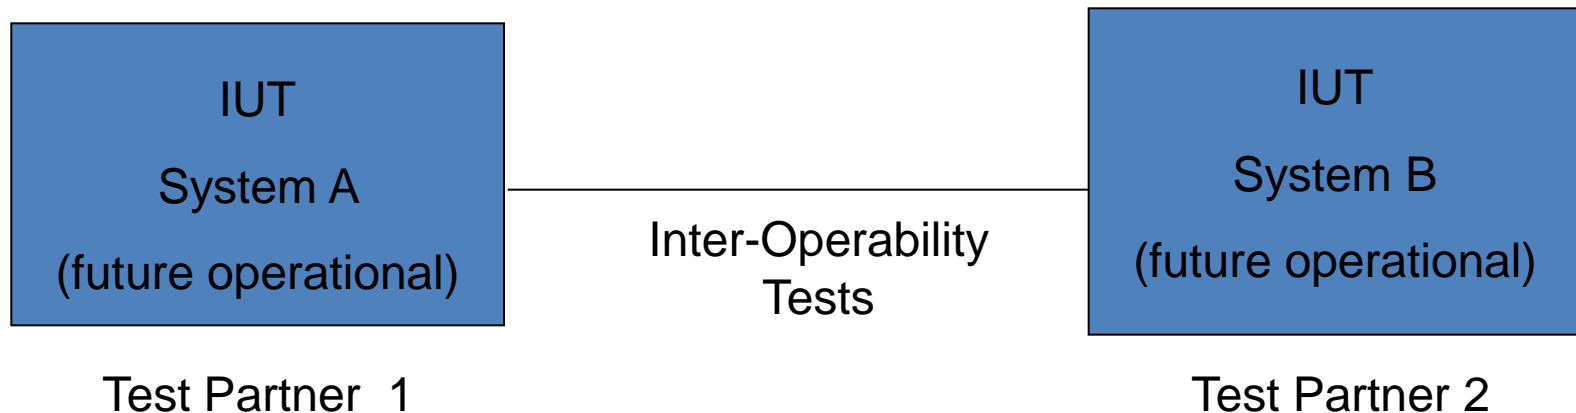 IUT
System A
(future operational)
Test Partner 1
Inter-Operability
Tests
IUT
System B
(future operational)
Test Partner 2